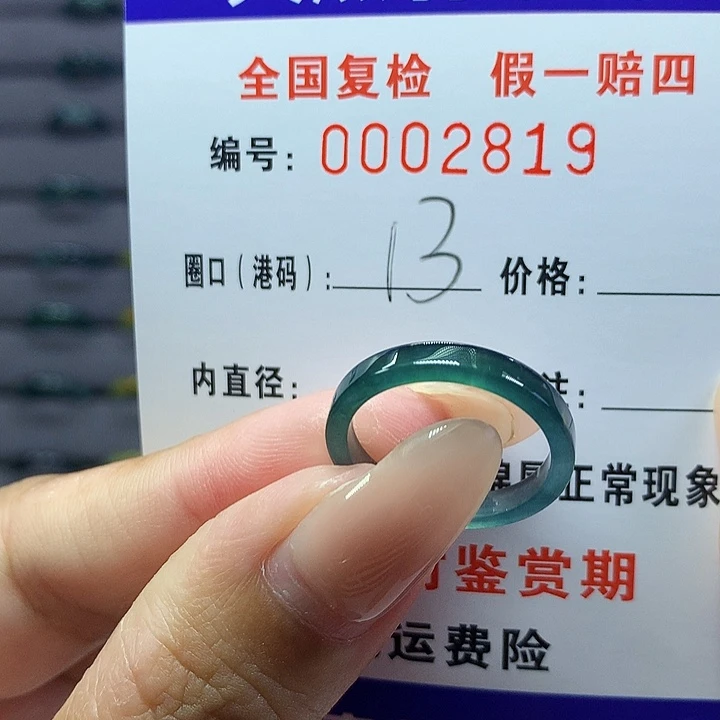 全国复检 假一赔四
编号: 0002819
圈口(港码): 13 价格:
内直径: 注:
正常现象
鉴赏期
运费险